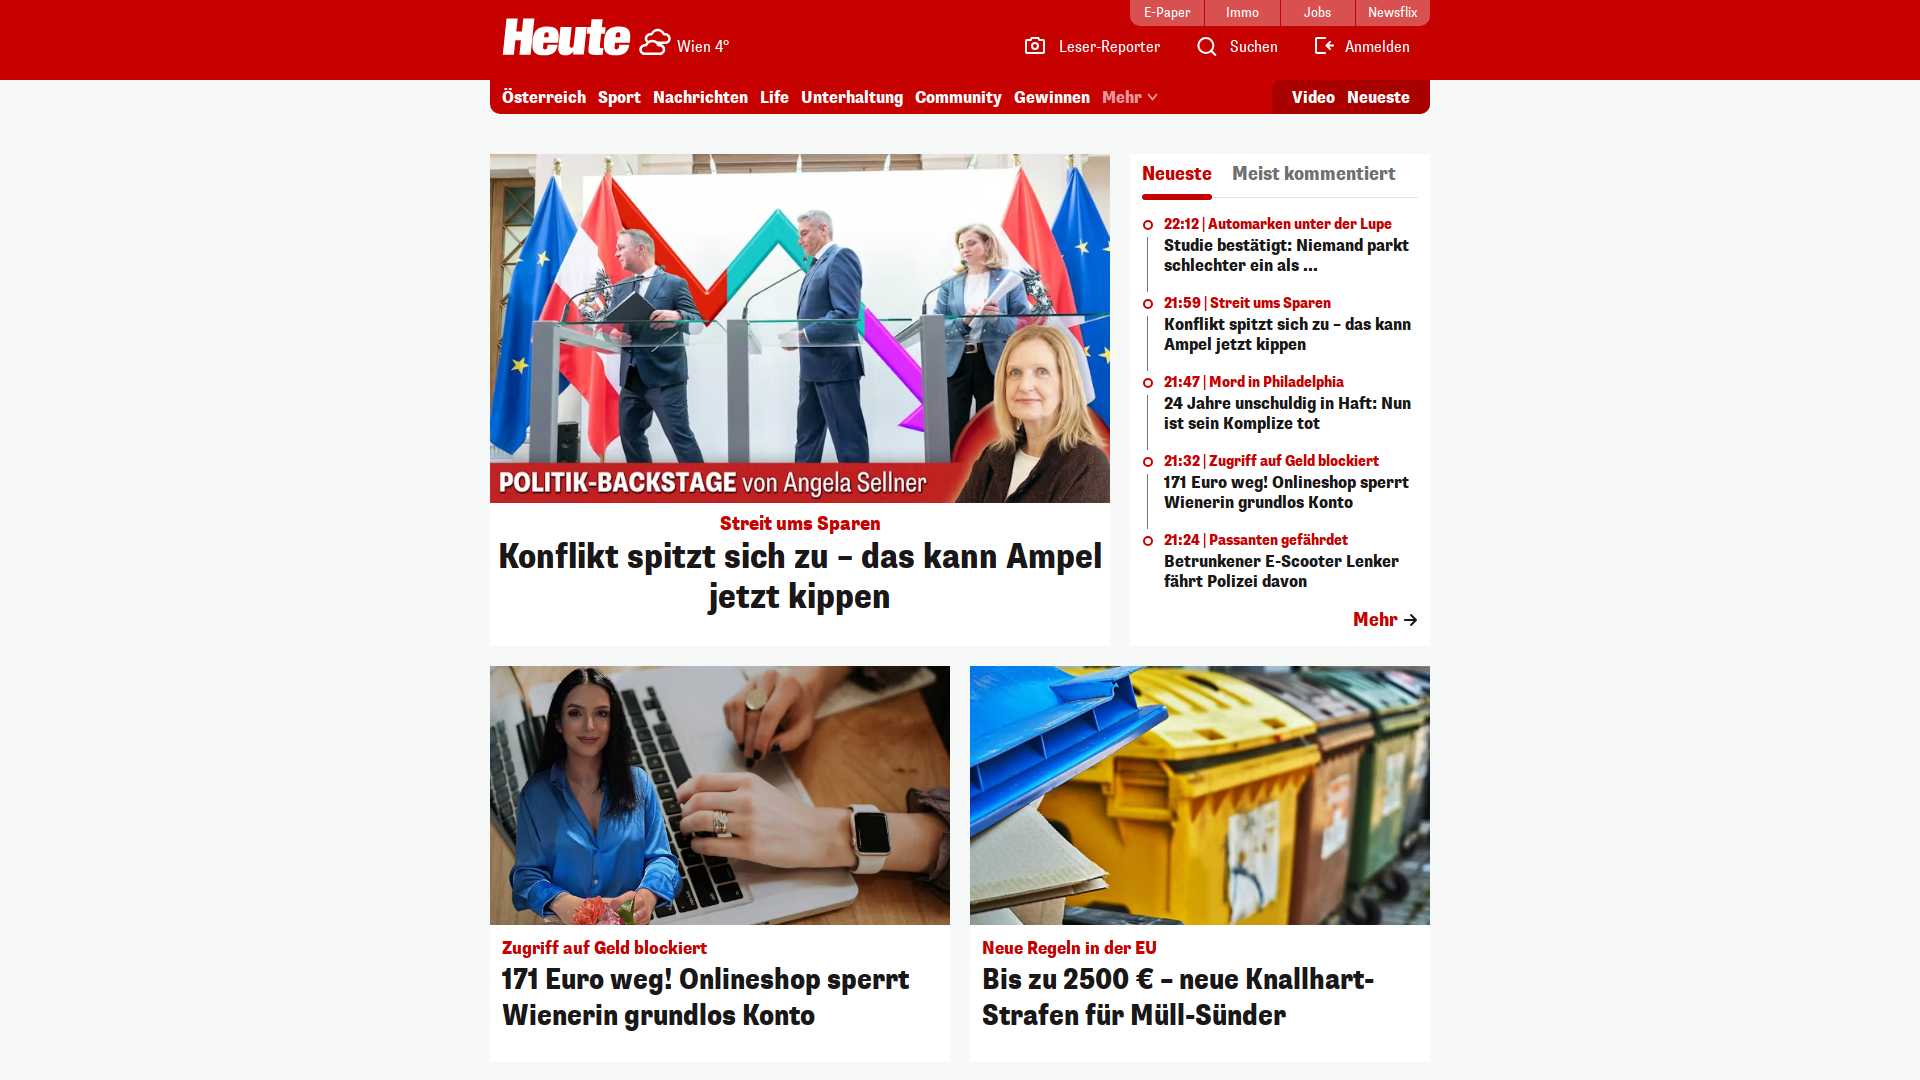 E-Paper
Immo
Jobs
Newsflix
Heute
Wien 4°
Leser-Reporter
Suchen
Anmelden
Österreich
Sport
Nachrichten
Life
Unterhaltung
Community
Gewinnen
Mehr
Video
Neueste
POLITIK-BACKSTAGE von Angela Sellner
Streit ums Sparen
Konflikt spitzt sich zu – das kann Ampel
jetzt kippen
Neueste
Meist kommentiert
22:12 | Automarken unter der Lupe
Studie bestätigt: Niemand parkt
schlechter ein als ...
21:59 | Streit ums Sparen
Konflikt spitzt sich zu – das kann
Ampel jetzt kippen
21:47 | Mord in Philadelphia
24 Jahre unschuldig in Haft: Nun
ist sein Komplize tot
21:32 | Zugriff auf Geld blockiert
171 Euro weg! Onlineshop sperrt
Wienerin grundlos Konto
21:24 | Passanten gefährdet
Betrunkener E-Scooter Lenker
fährt Polizei davon
Mehr
Zugriff auf Geld blockiert
171 Euro weg! Onlineshop sperrt
Wienerin grundlos Konto
Neue Regeln in der EU
Bis zu 2500 € – neue Knallhart-
Strafen für Müll-Sünder